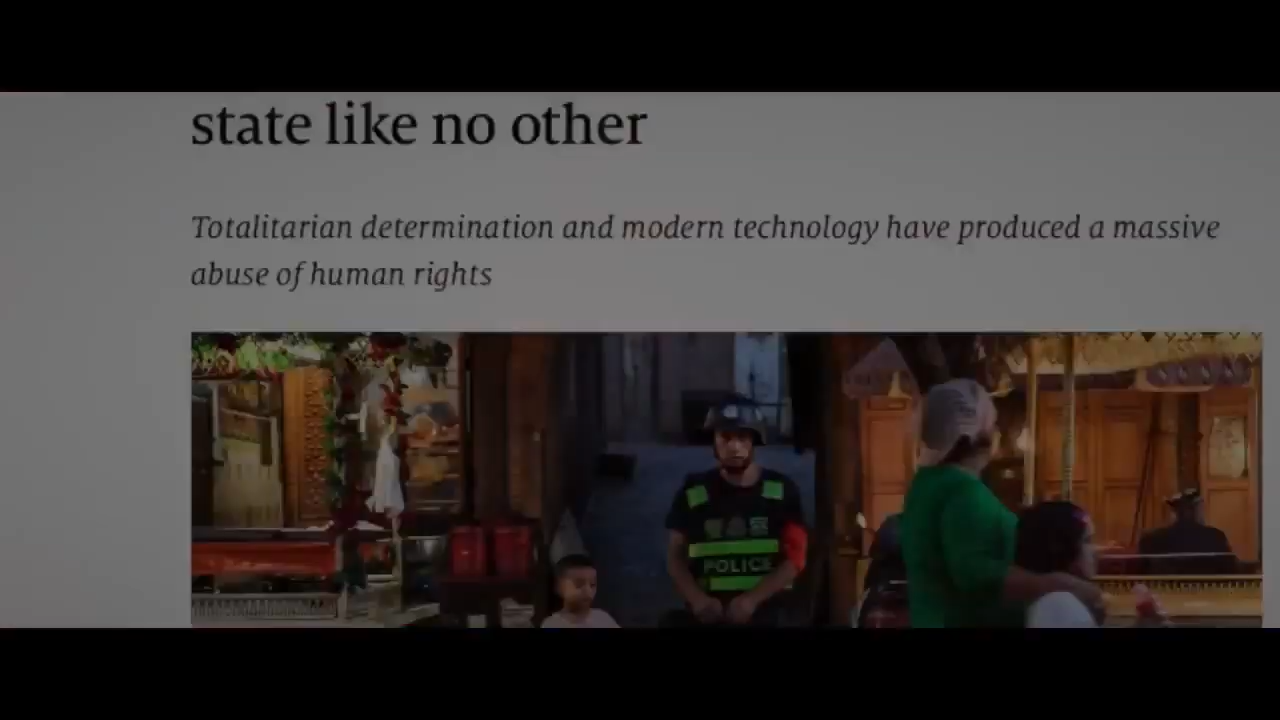 state like no other
Totalitarian determination and modern technology have produced a massive
abuse of human rights
POLICE